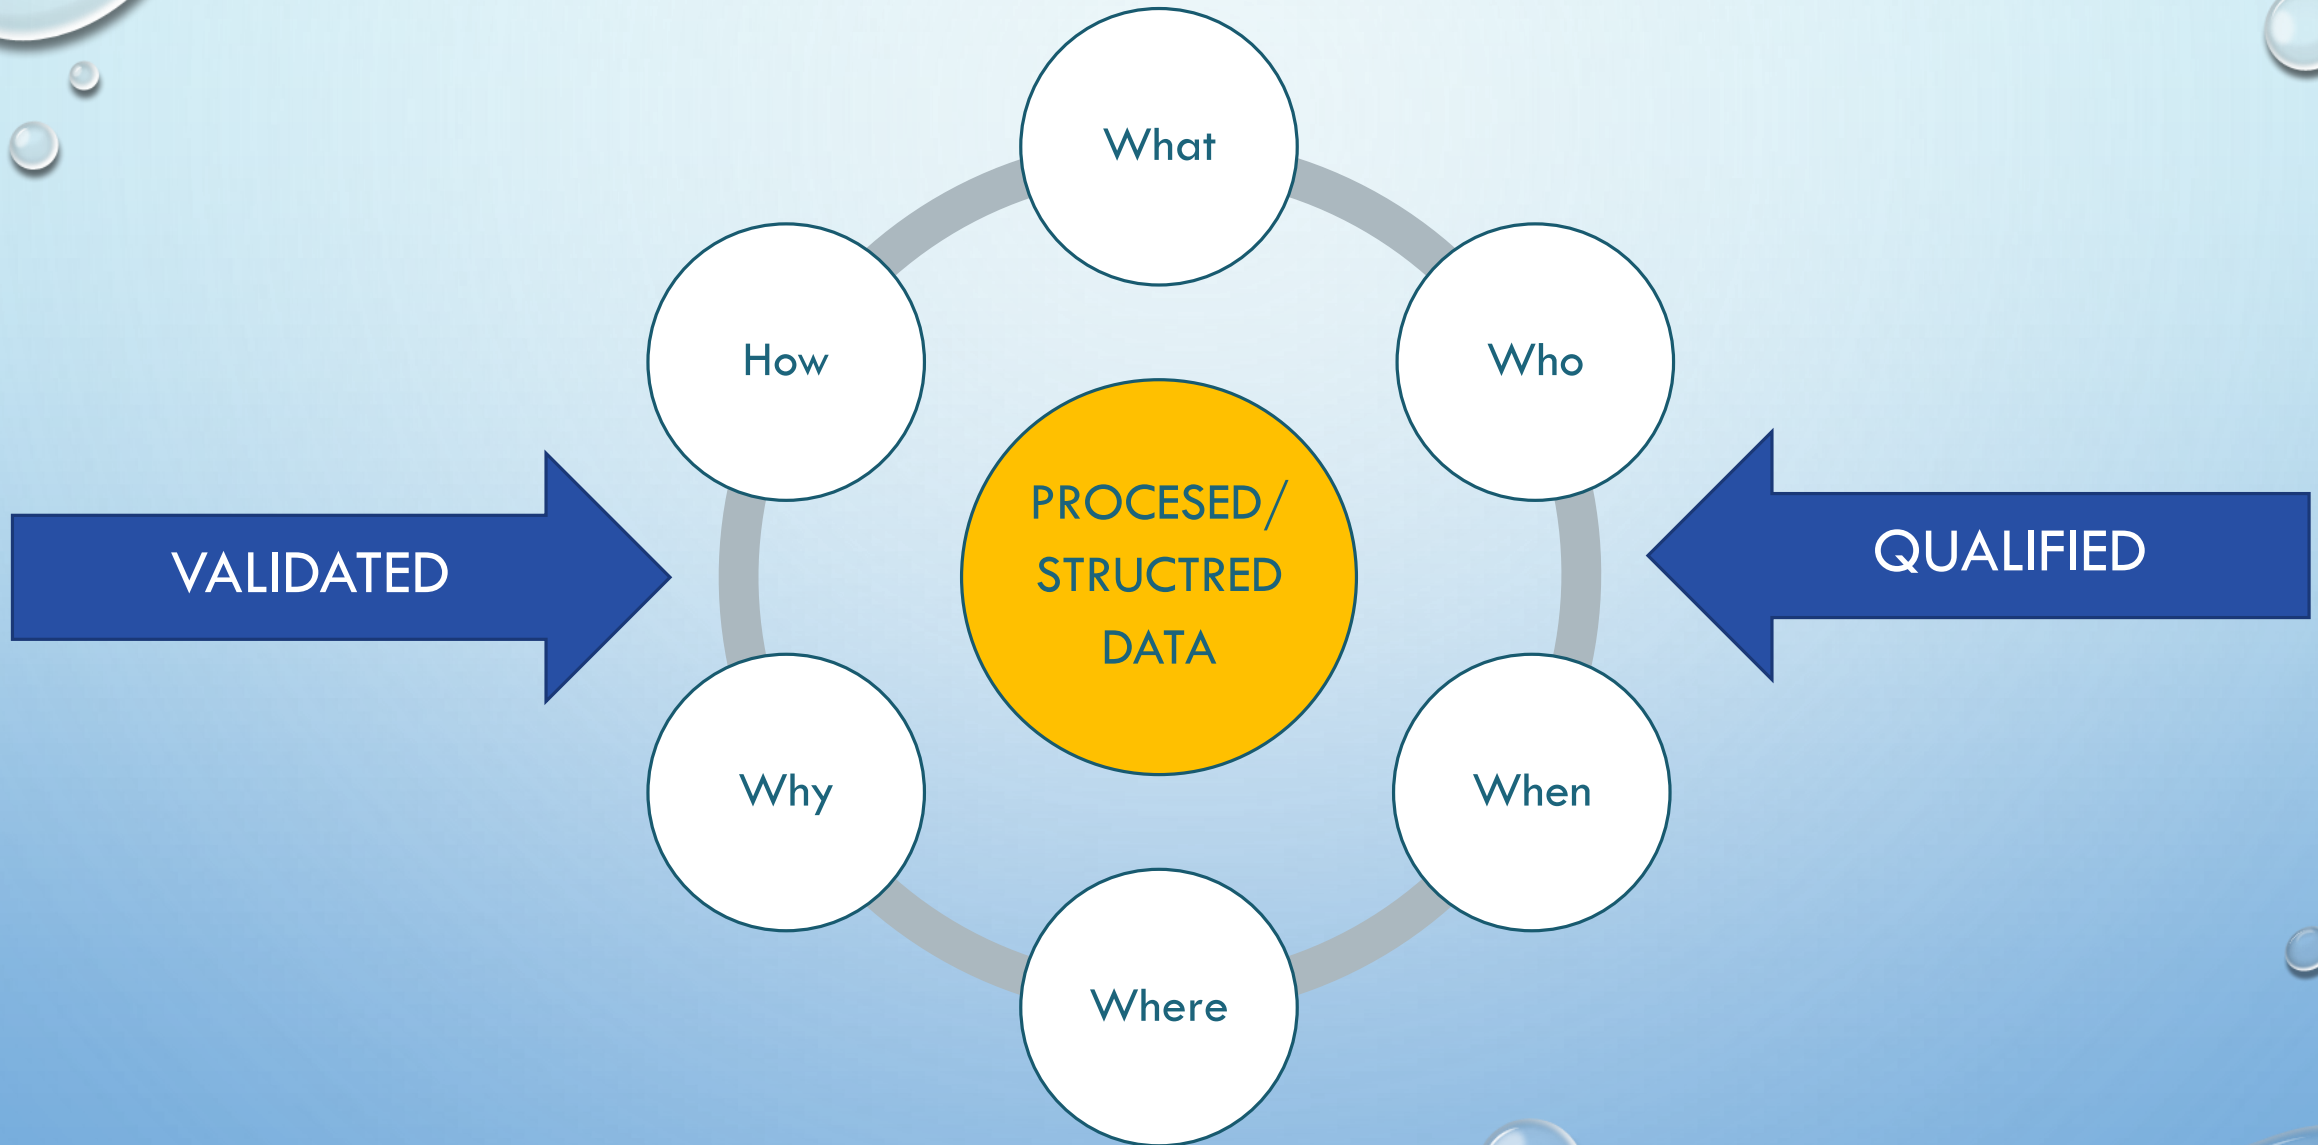 What
How
Who
PROCESED/
STRUCTRED
DATA
VALIDATED
QUALIFIED
Why
When
Where